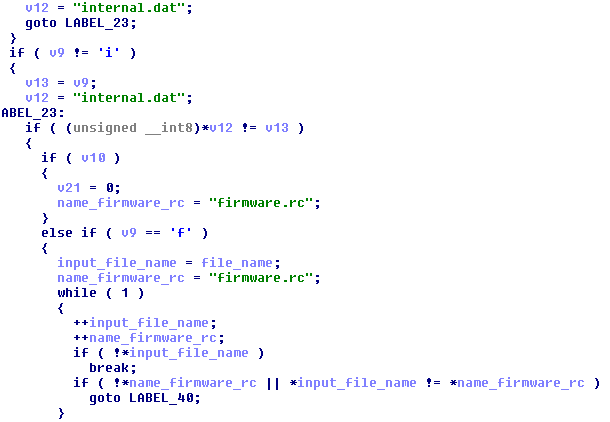 v12 = "internal.dat";
goto LABEL_23;
}
if ( v9 != 'i' )
{
v13 = v9;
v12 = "internal.dat";
ABEL_23:
if ( (unsigned __int8)*v12 != v13 )
{
if ( v10 )
{
v21 = 0;
name_firmware_rc = "firmware.rc";
}
else if ( v9 == 'f' )
{
input_file_name = file_name;
name_firmware_rc = "firmware.rc";
while ( 1 )
{
++input_file_name;
++name_firmware_rc;
if ( !*input_file_name )
break;
if ( !*name_firmware_rc || *input_file_name != *name_firmware_rc )
goto LABEL_40;
}